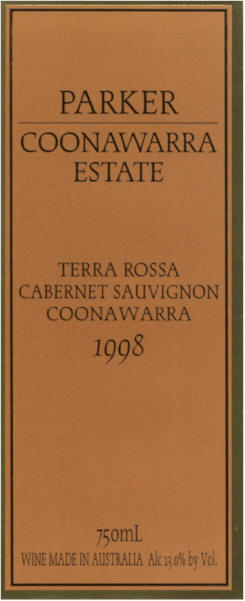 PARKER
COONAWARRA
ESTATE
TERRA ROSSA
CABERNET SAUVIGNON
COONAWARRA
1998
750mL
WINE MADE IN AUSTRALIA Alc 13.0% by Vol.